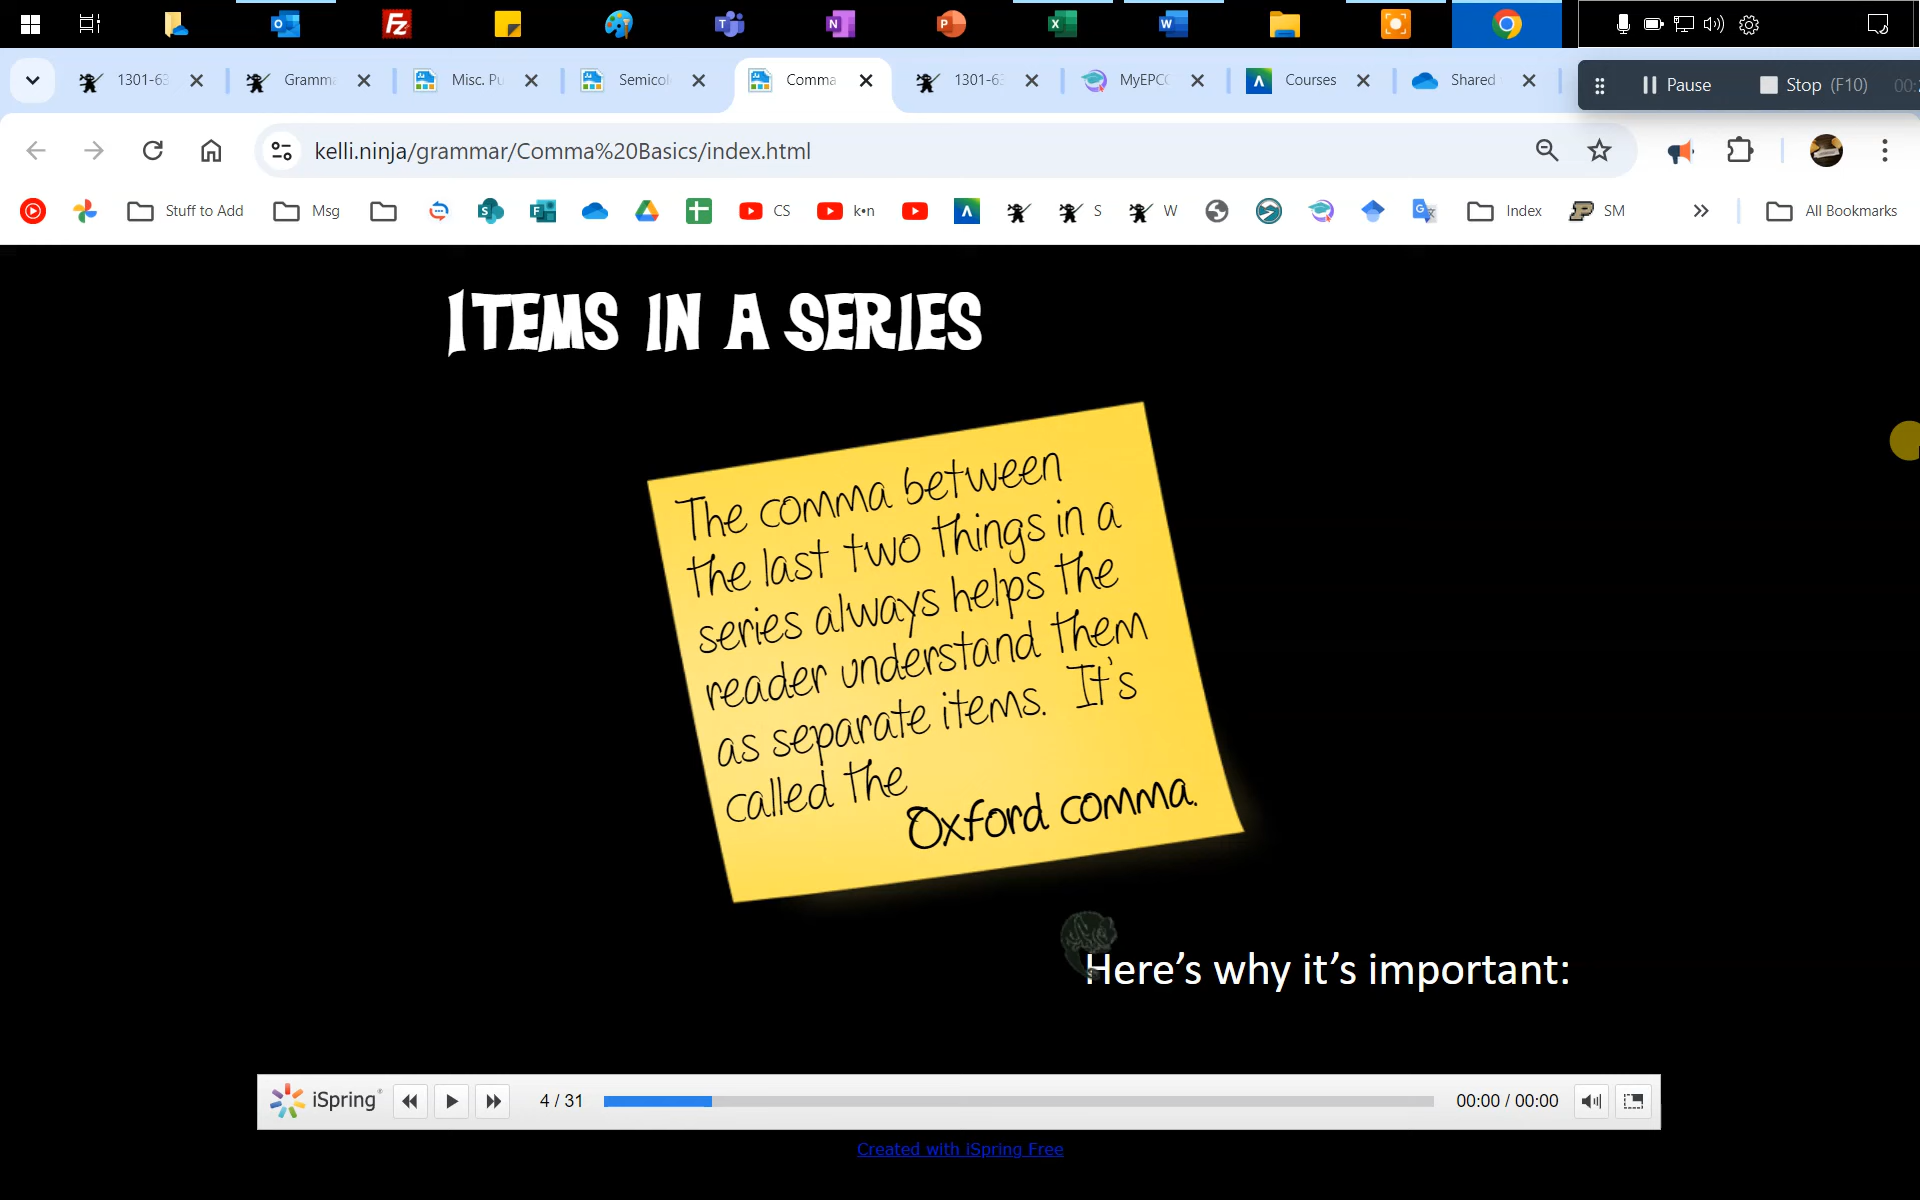 Pause
Stop (F10)
00:
1301-63
Gramma
Misc. Pu
Semicol
Comma
1301-63
MyEPCC
Courses
Shared
kelli.ninja/grammar/Comma%20Basics/index.html
Stuff to Add
Msg
CS
k•n
S
W
Index
SM
All Bookmarks
ITEMS IN A SERIES
The comma between
the last two things in a
series always helps the
reader understand them
as separate items. It's
called the
Oxford comma.
Here’s why it’s important:
iSpring
4 / 31
00:00 / 00:00
Created with iSpring Free